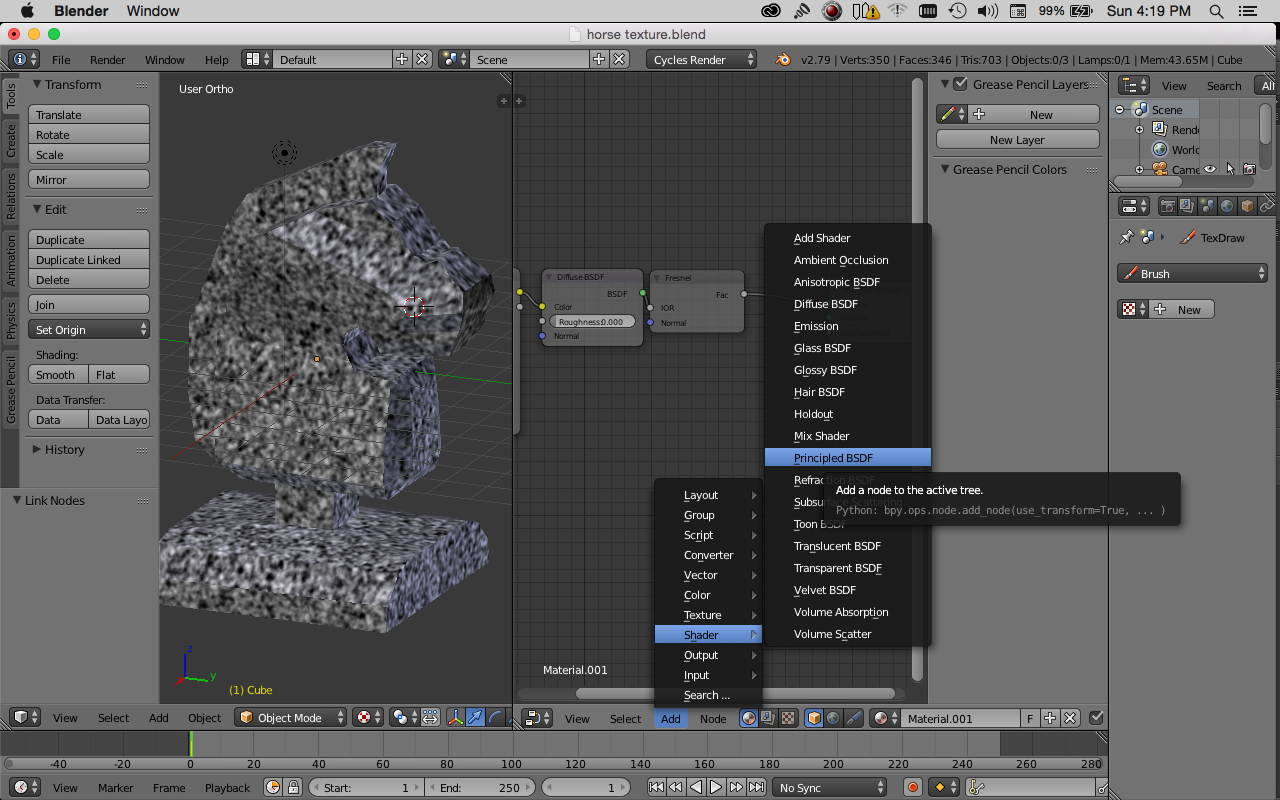 Blender Window 99% Sun 4:19 PM
horse texture.blend
File Render Window Help Default Scene Cycles Render v2.79 | Verts:350 | Faces:346 | Tris:703 | Objects:0/3 | Lamps:0/1 | Mem:43.65M | Cube
Tools
Create
Relations
Animation
Physics
Grease Pencil
Transform
Translate
Rotate
Scale
Mirror
Edit
Duplicate
Duplicate Linked
Delete
Join
Set Origin
Shading:
Smooth Flat
Data Transfer:
Data Data Layo
History
Link Nodes
User Ortho
z
y
(1) Cube
Diffuse BSDF
BSDF
Color
Roughness:0.000
Normal
Fresnel
Fac
IOR
Normal
Material.001
Layout
Group
Script
Converter
Vector
Color
Texture
Shader
Output
Input
Search ...
Add Shader
Ambient Occlusion
Anisotropic BSDF
Diffuse BSDF
Emission
Glass BSDF
Glossy BSDF
Hair BSDF
Holdout
Mix Shader
Principled BSDF
Refraction BSDF
Subsurface Scattering
Toon BSDF
Translucent BSDF
Transparent BSDF
Velvet BSDF
Volume Absorption
Volume Scatter
Add a node to the active tree.
Python: bpy.ops.node.add_node(use_transform=True, ... )
Grease Pencil Layers
New
New Layer
Grease Pencil Colors
View Search All
Scene
Rende
World
Came
TexDraw
Brush
New
View Select Add Object Object Mode
View Select Add Node Material.001 F
-40 -20 0 20 40 60 80 100 120 140 160 180 200 220 240 260 280
View Marker Frame Playback Start: 1 End: 250 1 No Sync